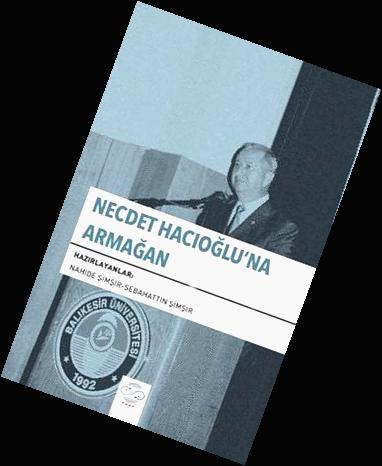 NECDET HACIOĞLU'NA
ARMAĞAN
HAZIRLAYANLAR:
NAHİDE ŞİMŞİR-SEBAHATTİN ŞİMŞİR
BALIKESİR ÜNİVERSİTESİ
1992